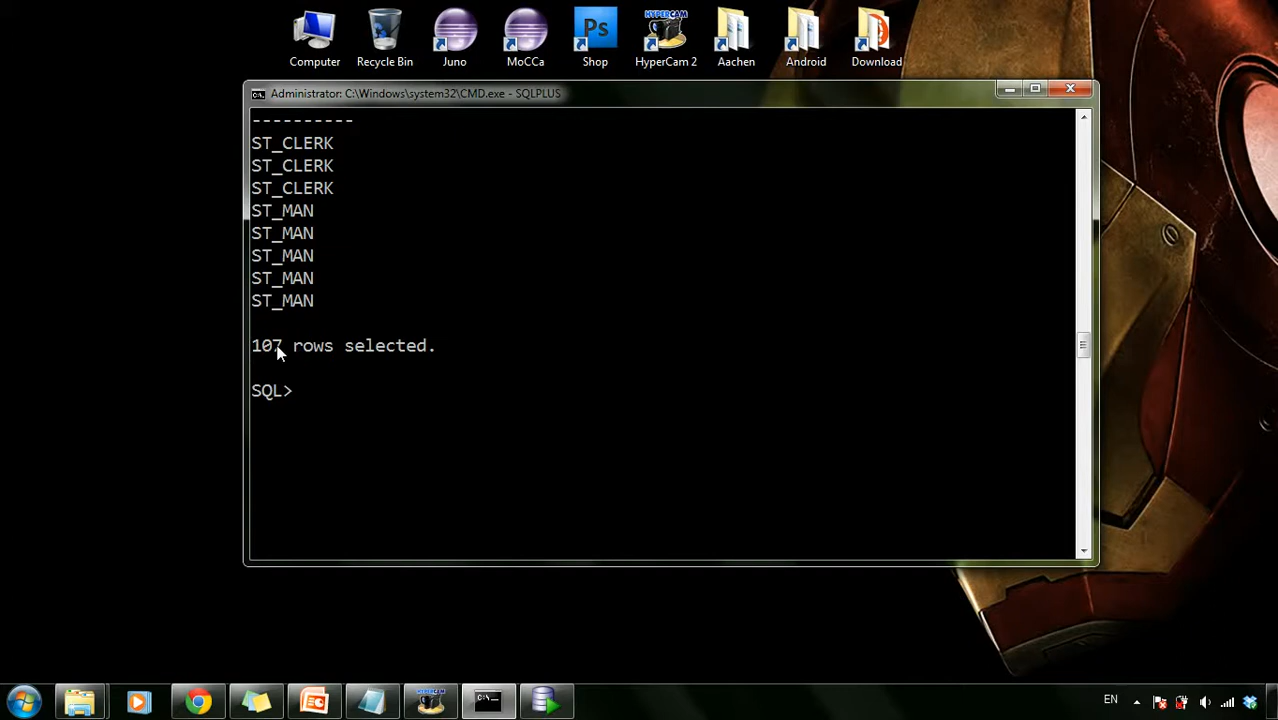 Computer
Recycle Bin
Juno
MoCCa
Ps
Shop
HYPERCAM
HyperCam 2
Aachen
Android
Download
Administrator: C:\Windows\system32\CMD.exe - SQLPLUS
----------
ST_CLERK
ST_CLERK
ST_CLERK
ST_MAN
ST_MAN
ST_MAN
ST_MAN
ST_MAN
107 rows selected.
SQL>
HYPERCAM
C:\.
EN